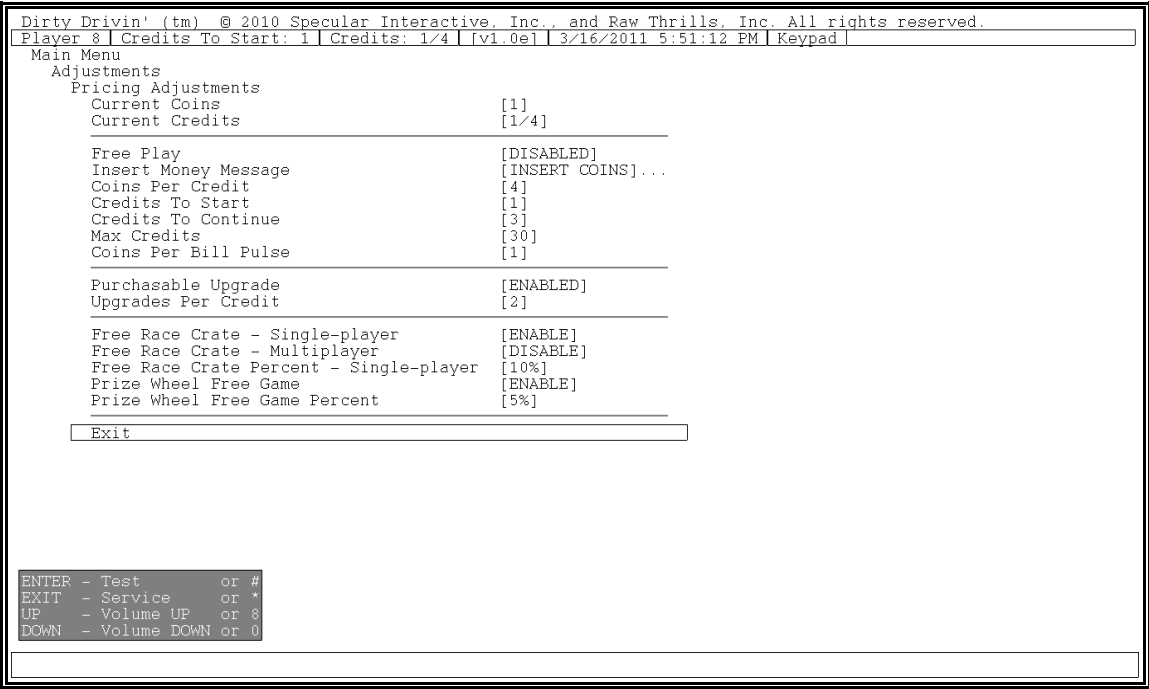 Dirty Drivin' (tm) © 2010 Specular Interactive, Inc., and Raw Thrills, Inc. All rights reserved.
Player 8 | Credits To Start: 1 | Credits: 1/4 | [v1.0e] | 3/16/2011 5:51:12 PM | Keypad
Main Menu
Adjustments
Pricing Adjustments
Current Coins [1]
Current Credits [1/4]
Free Play [DISABLED]
Insert Money Message [INSERT COINS]...
Coins Per Credit [4]
Credits To Start [1]
Credits To Continue [3]
Max Credits [30]
Coins Per Bill Pulse [1]
Purchasable Upgrade [ENABLED]
Upgrades Per Credit [2]
Free Race Crate - Single-player [ENABLE]
Free Race Crate - Multiplayer [DISABLE]
Free Race Crate Percent - Single-player [10%]
Prize Wheel Free Game [ENABLE]
Prize Wheel Free Game Percent [5%]
Exit
ENTER - Test or #
EXIT - Service or *
UP - Volume UP or 8
DOWN - Volume DOWN or 0